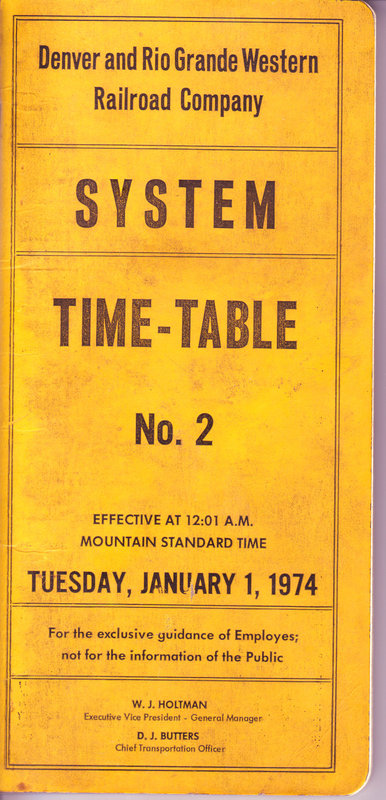 Denver and Rio Grande Western
Railroad Company
SYSTEM
TIME-TABLE
No. 2
EFFECTIVE AT 12:01 A.M.
MOUNTAIN STANDARD TIME
TUESDAY, JANUARY 1, 1974
For the exclusive guidance of Employes;
not for the information of the Public
W. J. HOLTMAN
Executive Vice President - General Manager
D. J. BUTTERS
Chief Transportation Officer